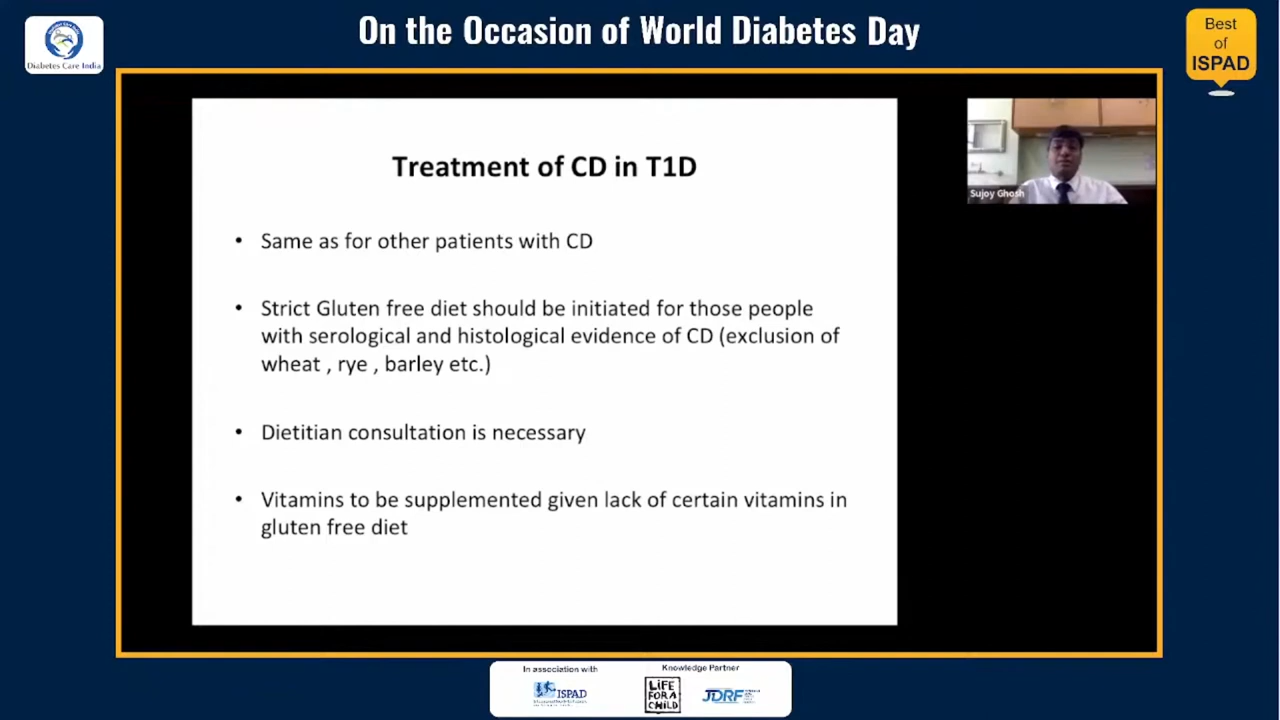 On the Occasion of World Diabetes Day
Diabetes Care India
Best
of
ISPAD
Treatment of CD in T1D
• Same as for other patients with CD
• Strict Gluten free diet should be initiated for those people
with serological and histological evidence of CD (exclusion of
wheat , rye , barley etc.)
• Dietitian consultation is necessary
• Vitamins to be supplemented given lack of certain vitamins in
gluten free diet
Sujoy Ghosh
In association with
ISPAD
Knowledge Partner
LiFE
FOR A
CHiLD
JDRF